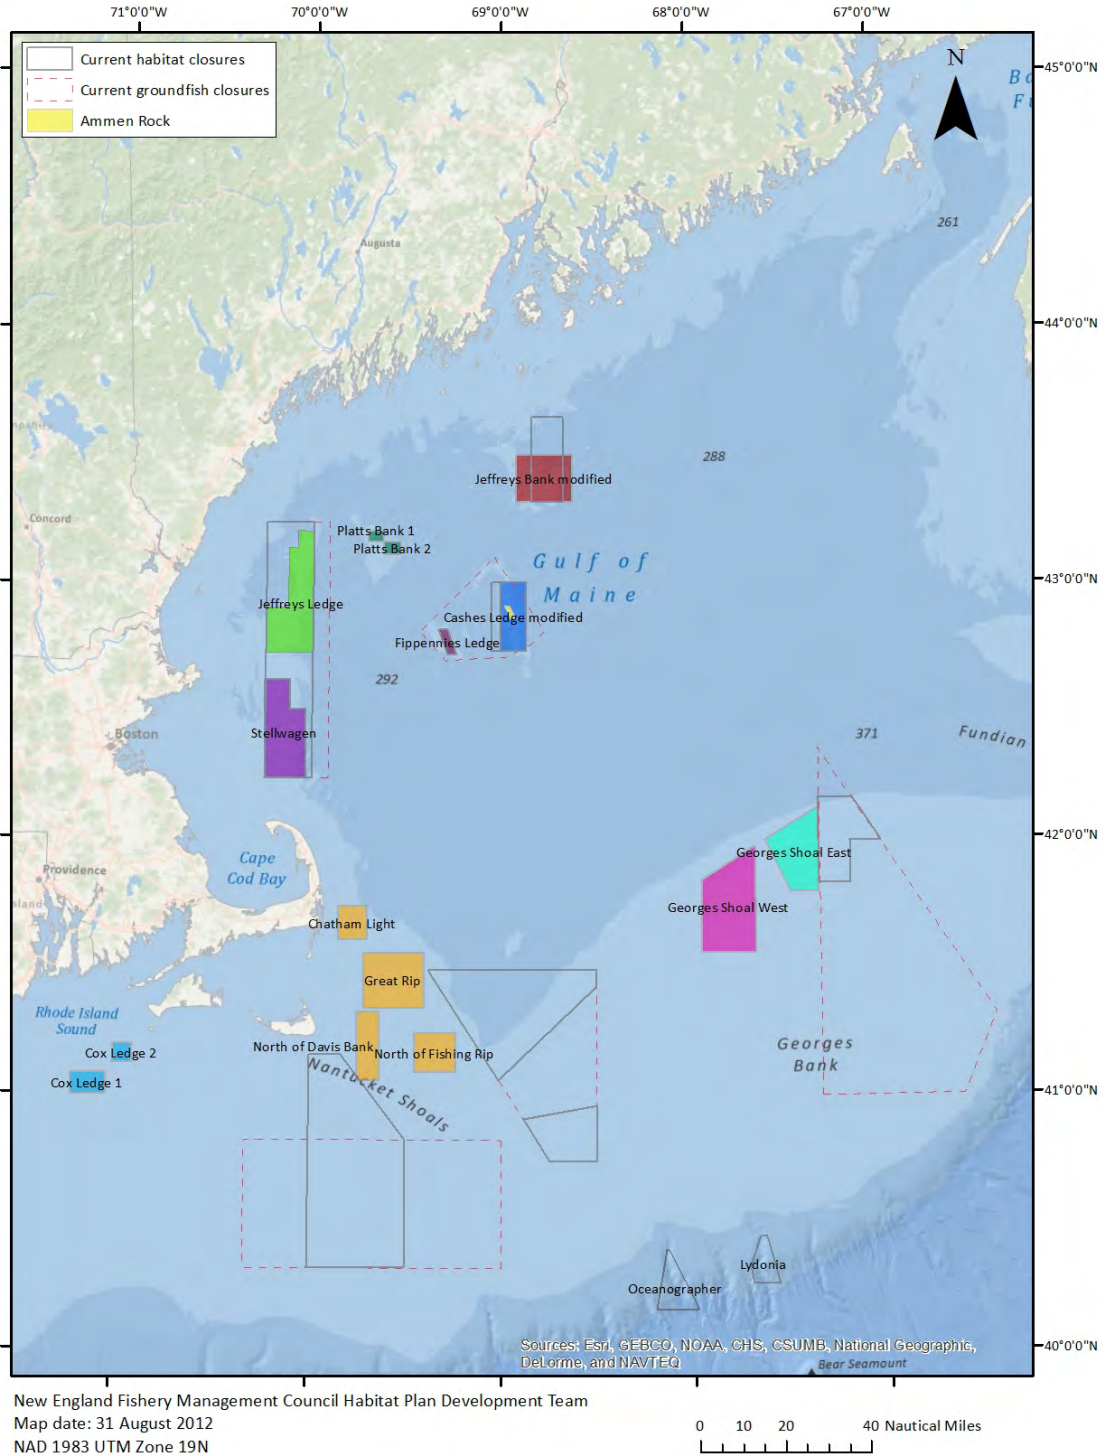 71°0'0"W 70°0'0"W 69°0'0"W 68°0'0"W 67°0'0"W
Current habitat closures
Current groundfish closures
Ammen Rock
N
45°0'0"N
261
Augusta
44°0'0"N
288
Jeffreys Bank modified
Concord
Platts Bank 1
Platts Bank 2
Gulf of
Maine
43°0'0"N
Jeffreys Ledge
Cashes Ledge modified
Fippennies Ledge
292
Stellwagen
Boston
371
Fundian
42°0'0"N
Georges Shoal East
Cape
Cod Bay
Providence
Georges Shoal West
Chatham Light
Great Rip
Rhode Island
Sound
North of Davis Bank
North of Fishing Rip
Cox Ledge 2
Cox Ledge 1
Georges
Bank
Nantucket Shoals
41°0'0"N
Lydonia
Oceanographer
40°0'0"N
Sources: Esri, GEBCO, NOAA, CHS, CSUMB, National Geographic,
DeLorme, and NAVTEQ
Bear Seamount
New England Fishery Management Council Habitat Plan Development Team
Map date: 31 August 2012
NAD 1983 UTM Zone 19N
0 10 20 40 Nautical Miles